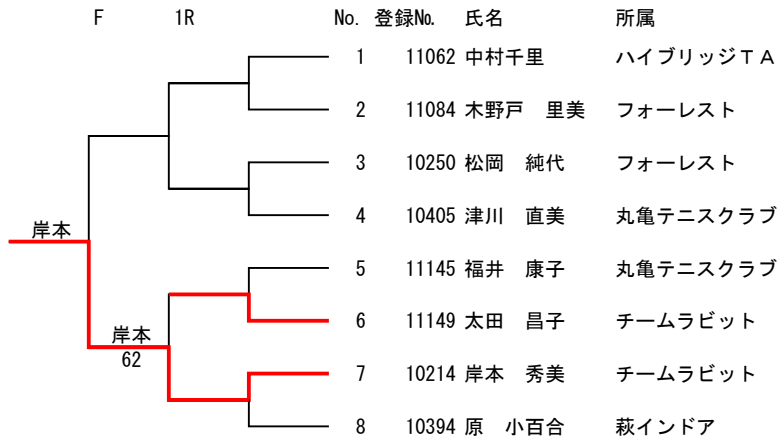 F 1R No. 登録No. 氏名 所属
1 11062 中村千里 ハイブリッジTA
2 11084 木野戸 里美 フォーレスト
3 10250 松岡 純代 フォーレスト
4 10405 津川 直美 丸亀テニスクラブ
岸本
5 11145 福井 康子 丸亀テニスクラブ
6 11149 太田 昌子 チームラビット
岸本
62
7 10214 岸本 秀美 チームラビット
8 10394 原 小百合 萩インドア